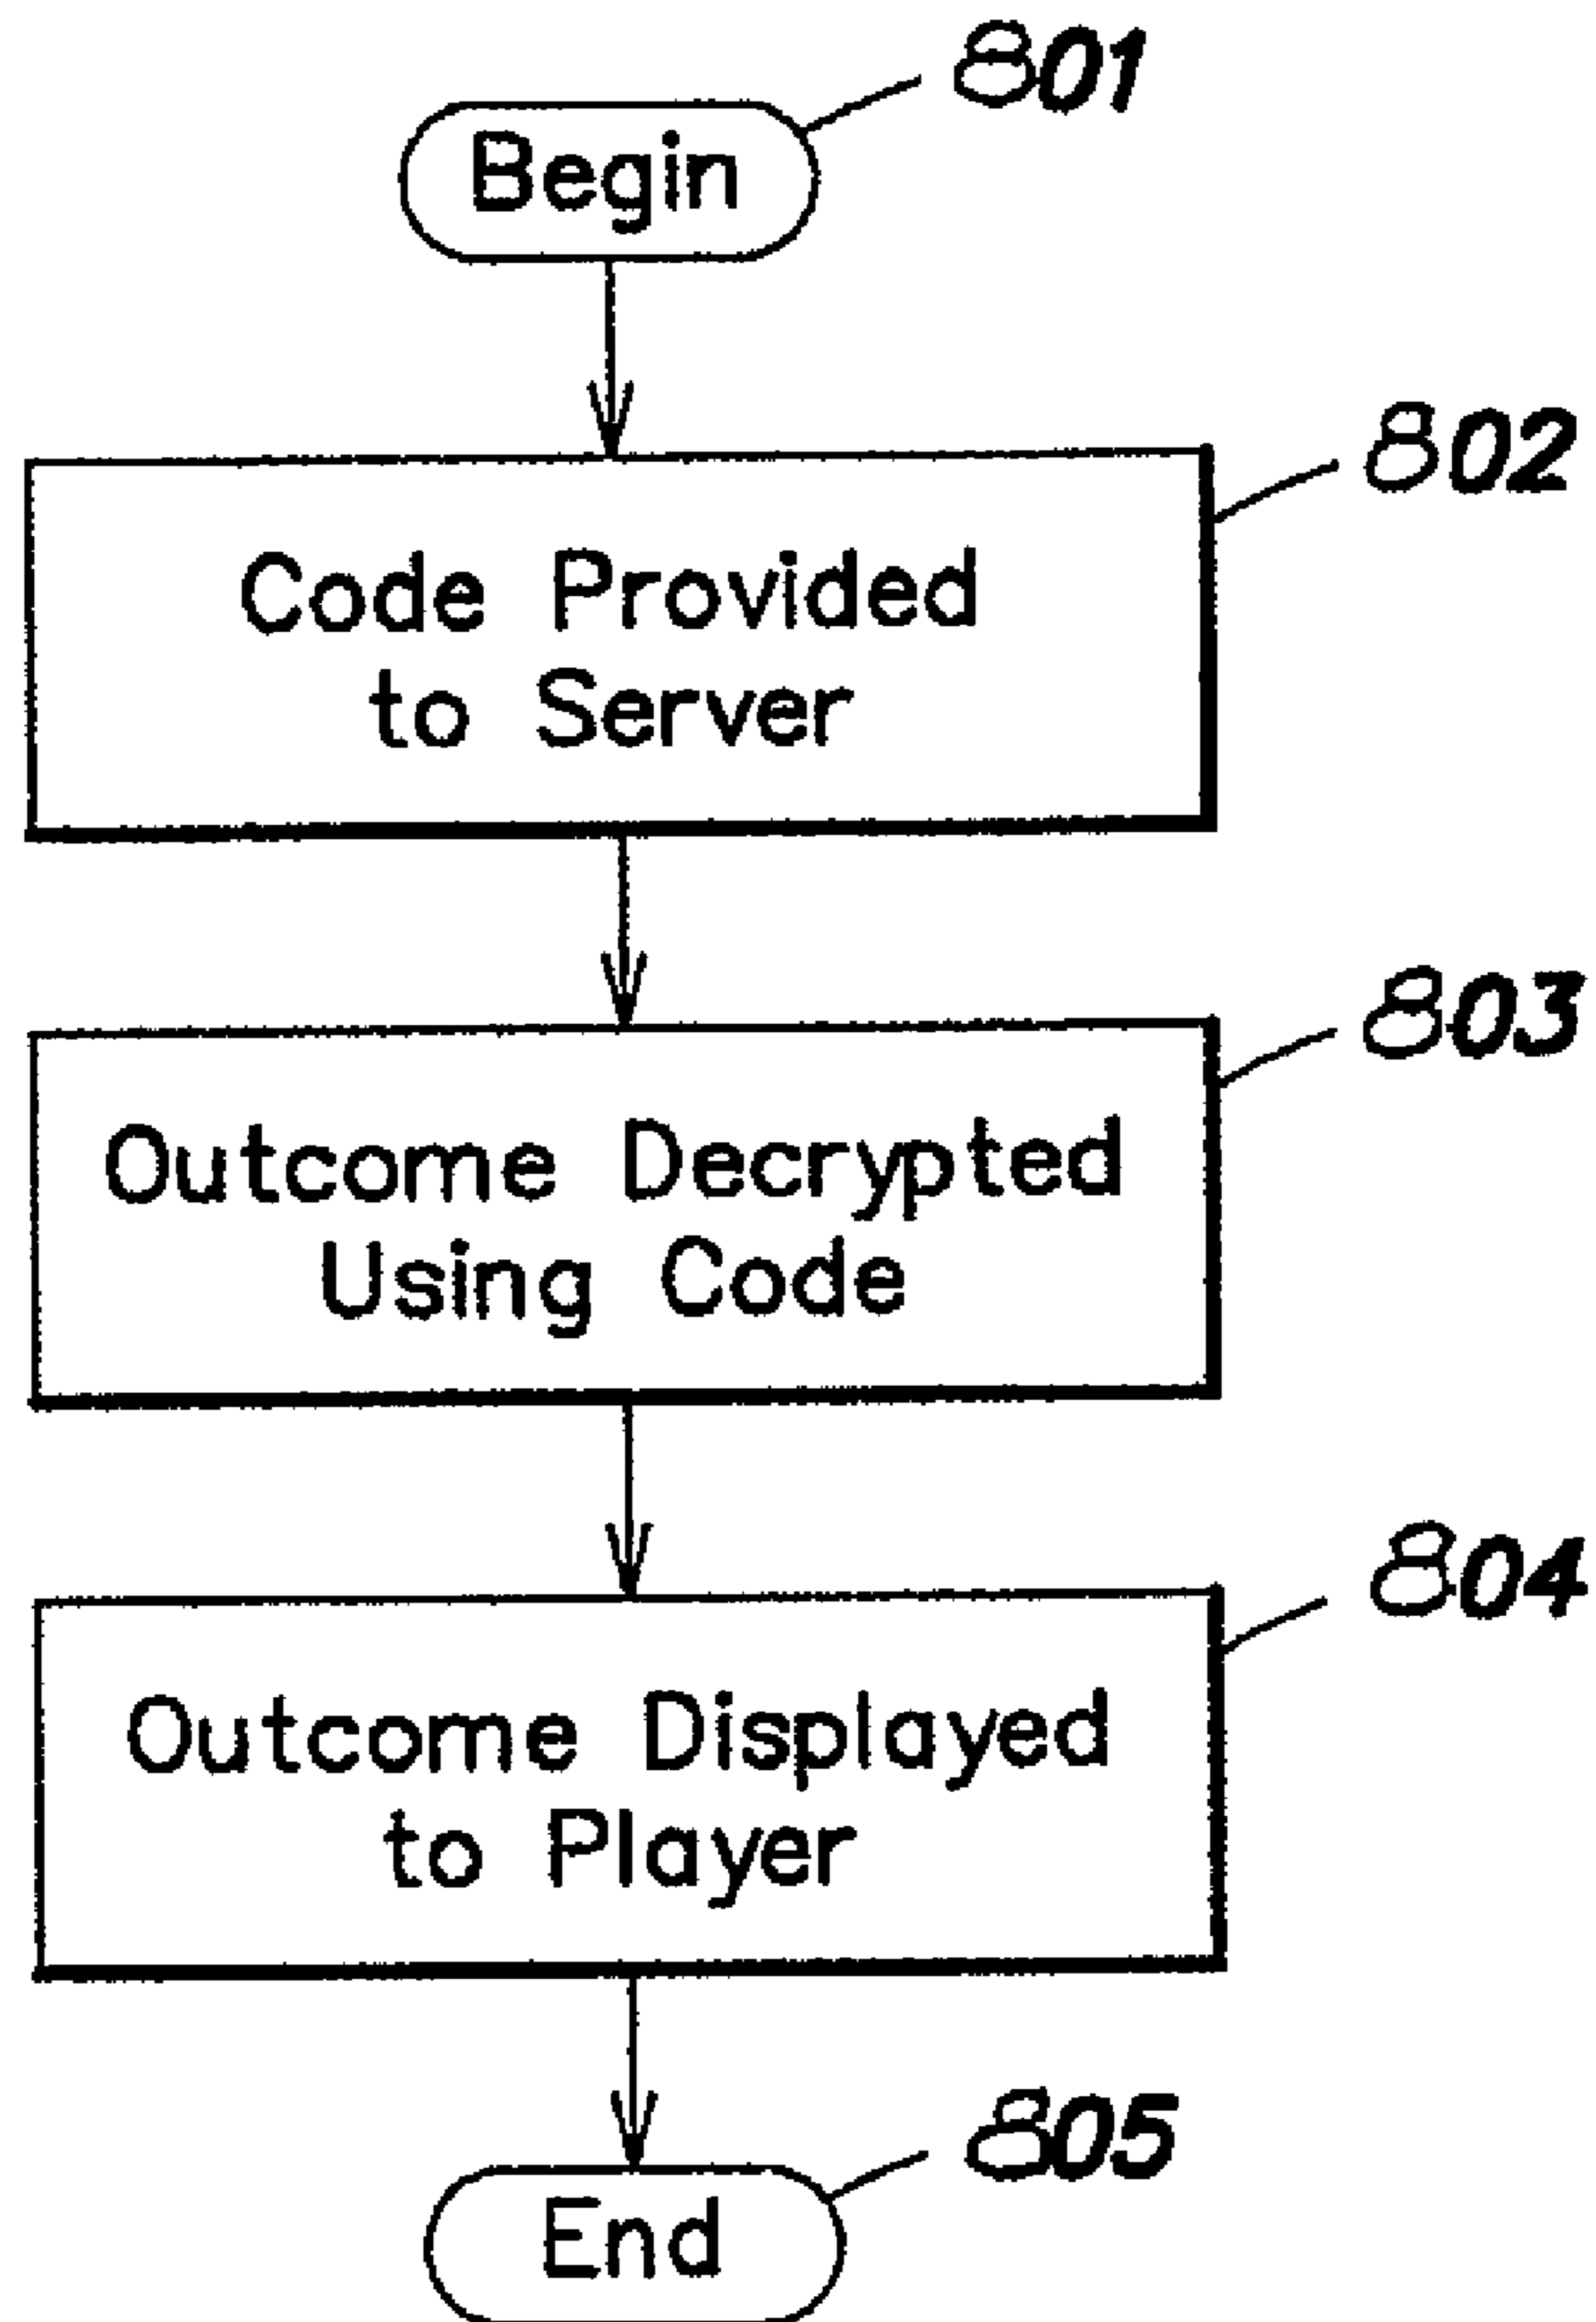 801
Begin
802
Code Provided
to Server
803
Outcome Decrypted
Using Code
804
Outcome Displayed
to Player
805
End